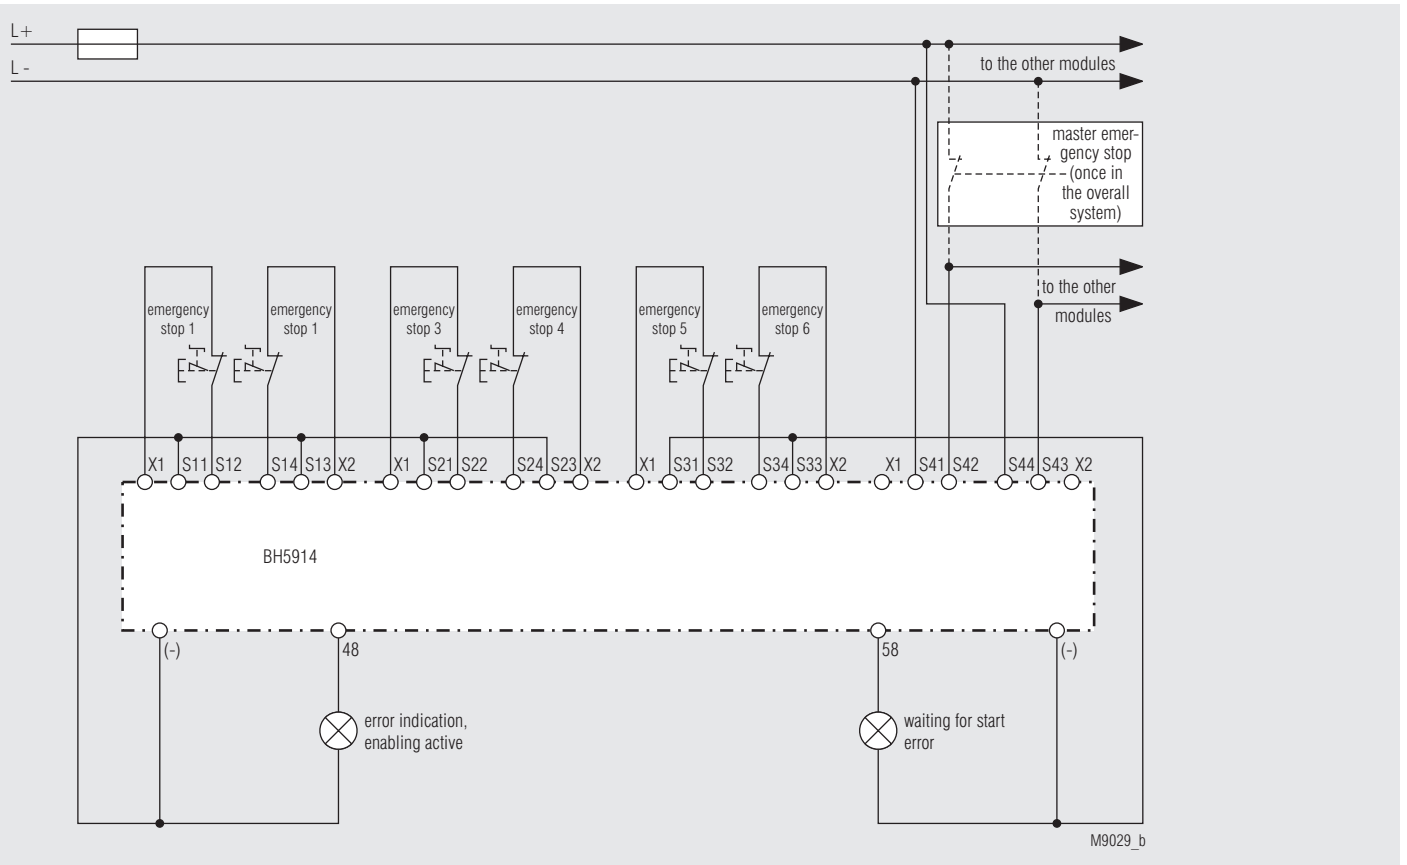 L+
L -
to the other modules
master emer-
gency stop
(once in
the overall
system)
to the other
modules
emergency
stop 1
emergency
stop 1
emergency
stop 3
emergency
stop 4
emergency
stop 5
emergency
stop 6
X1 S11 S12 S14 S13 X2 X1 S21 S22 S24 S23 X2 X1 S31 S32 S34 S33 X2 X1 S41 S42 S44 S43 X2
BH5914
(-) 48 58 (-)
error indication,
enabling active
waiting for start
error
M9029_b